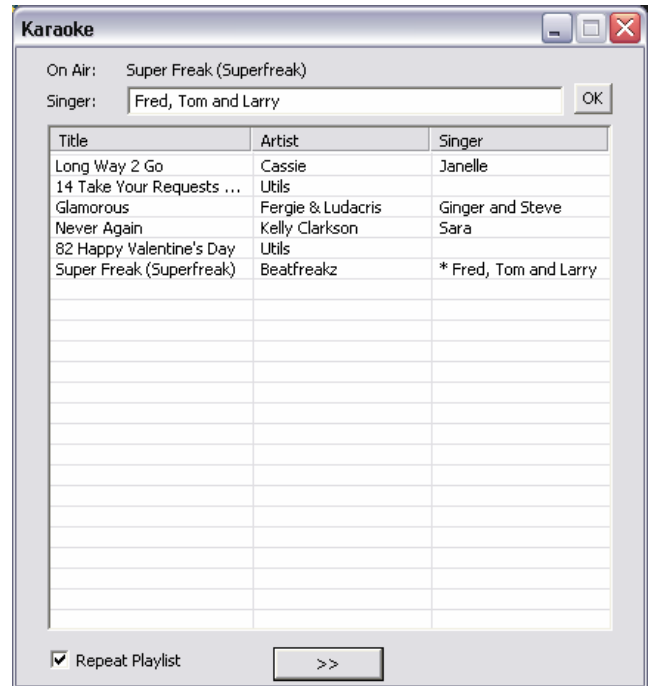 Karaoke
On Air: Super Freak (Superfreak)
Singer: Fred, Tom and Larry OK
Title Artist Singer
Long Way 2 Go Cassie Janelle
14 Take Your Requests ... Utils
Glamorous Fergie & Ludacris Ginger and Steve
Never Again Kelly Clarkson Sara
82 Happy Valentine's Day Utils
Super Freak (Superfreak) Beatfreakz * Fred, Tom and Larry
Repeat Playlist >>